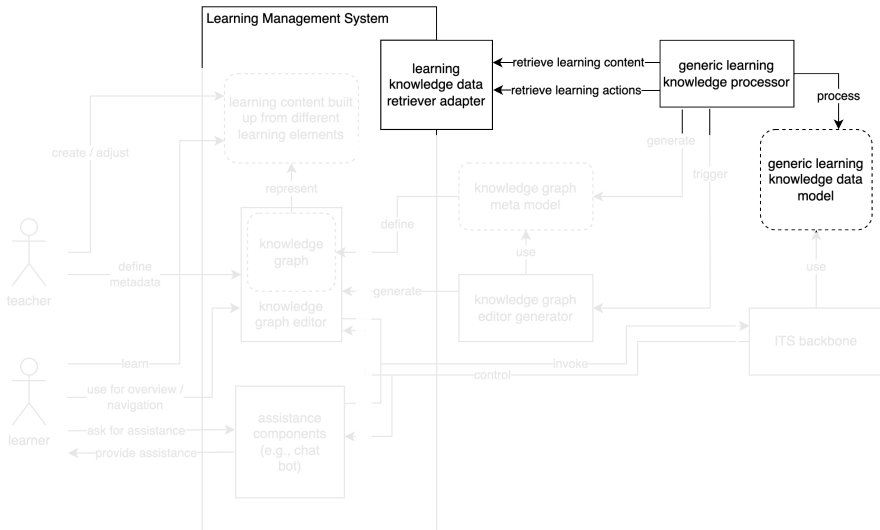 Learning Management System
learning
knowledge data
retriever adapter
retrieve learning content
retrieve learning actions
generic learning
knowledge processor
process
generic learning
knowledge data
model
learning content built
up from different
learning elements
create / adjust
represent
generate
trigger
knowledge graph
meta model
define
knowledge
graph
teacher
define
metadata
knowledge
graph editor
generate
use
knowledge graph
editor generator
use
ITS backbone
learn
invoke
control
use for overview /
navigation
learner
ask for assistance
provide assistance
assistance
components
(e.g., chat
bot)